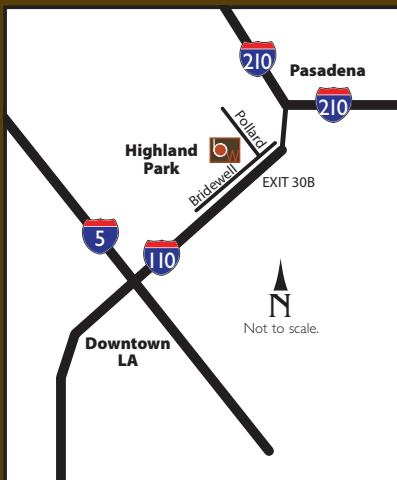 210
Pasadena
210
Pollard
Highland
Park
bw
Bridewell
EXIT 30B
5
110
N
Not to scale.
Downtown
LA